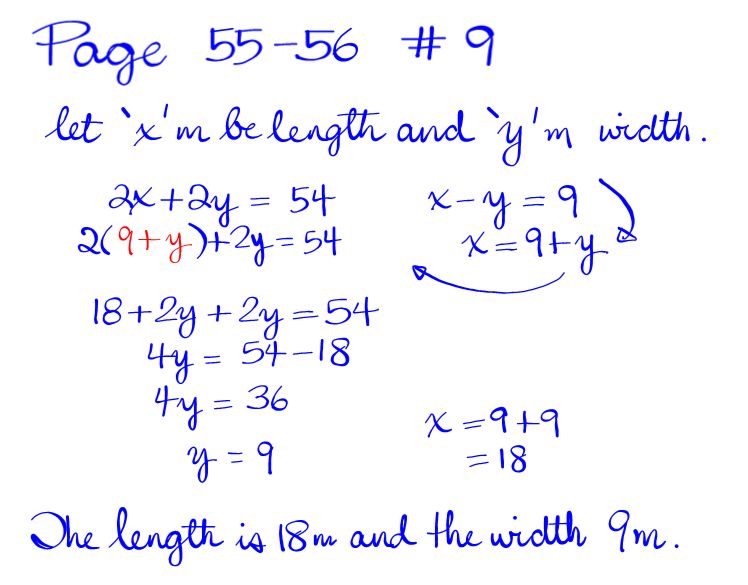 Page 55-56 # 9
let 'x'm be length and 'y'm width.
2x+2y = 54
x-y = 9
2(9+y)+2y = 54
x = 9+y
18+2y+2y = 54
4y = 54-18
4y = 36
x = 9+9
y = 9
= 18
The length is 18m and the width 9m.